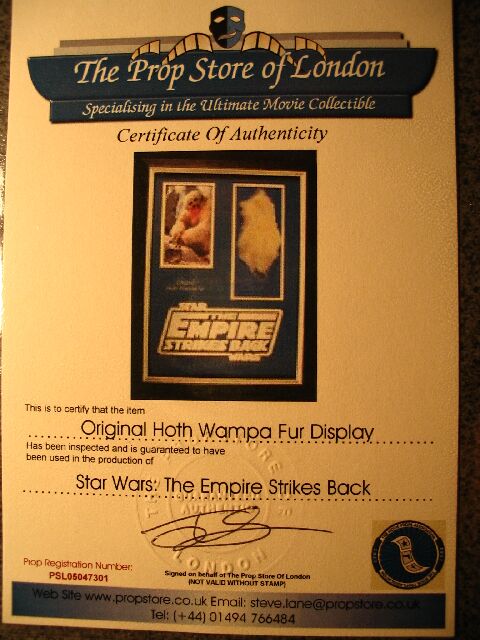 The Prop Store of London
Specialising in the Ultimate Movie Collectible
Certificate Of Authenticity
STAR
THE
EMPIRE
STRIKES BACK
WARS
This is to certify that the item
Original Hoth Wampa Fur Display
Has been inspected and is guaranteed to have
been used in the production of
Star Wars: The Empire Strikes Back
LONDON
Prop Registration Number:
PSL05047301
Signed on behalf of The Prop Store Of London
(NOT VALID WITHOUT STAMP)
Web Site www.propstore.co.uk Email: steve.lane@propstore.co.uk
Tel: (+44) 01494 766484